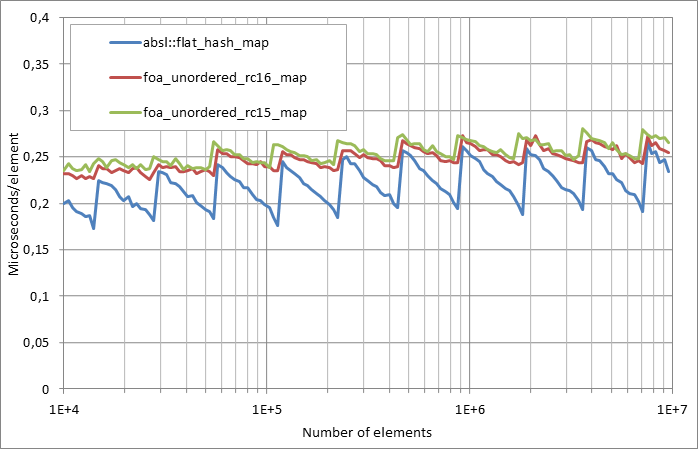 0,4
0,35
0,3
0,25
0,2
0,15
0,1
0,05
0
Microseconds/element
absl::flat_hash_map
foa_unordered_rc16_map
foa_unordered_rc15_map
1E+4 1E+5 1E+6 1E+7
Number of elements